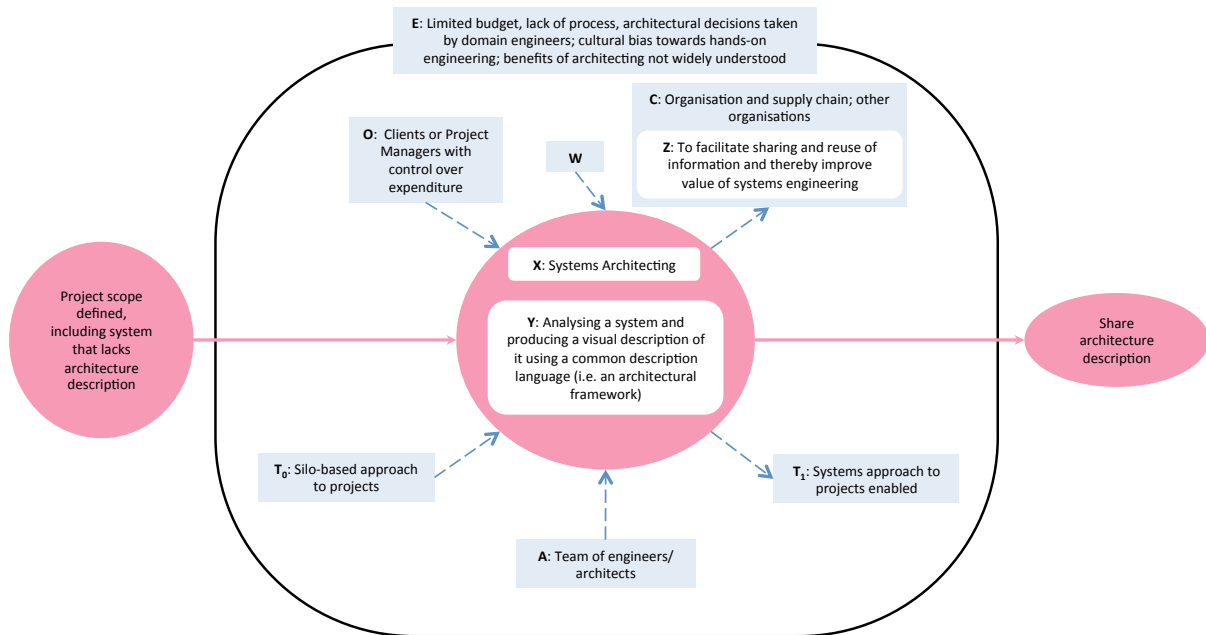 E: Limited budget, lack of process, architectural decisions taken
by domain engineers; cultural bias towards hands-on
engineering; benefits of architecting not widely understood
C: Organisation and supply chain; other
organisations
Z: To facilitate sharing and reuse of
information and thereby improve
value of systems engineering
O: Clients or Project
Managers with
control over
expenditure
W
X: Systems Architecting
Y: Analysing a system and
producing a visual description of
it using a common description
language (i.e. an architectural
framework)
Project scope
defined,
including system
that lacks
architecture
description
Share
architecture
description
T₀: Silo-based approach
to projects
T₁: Systems approach to
projects enabled
A: Team of engineers/
architects